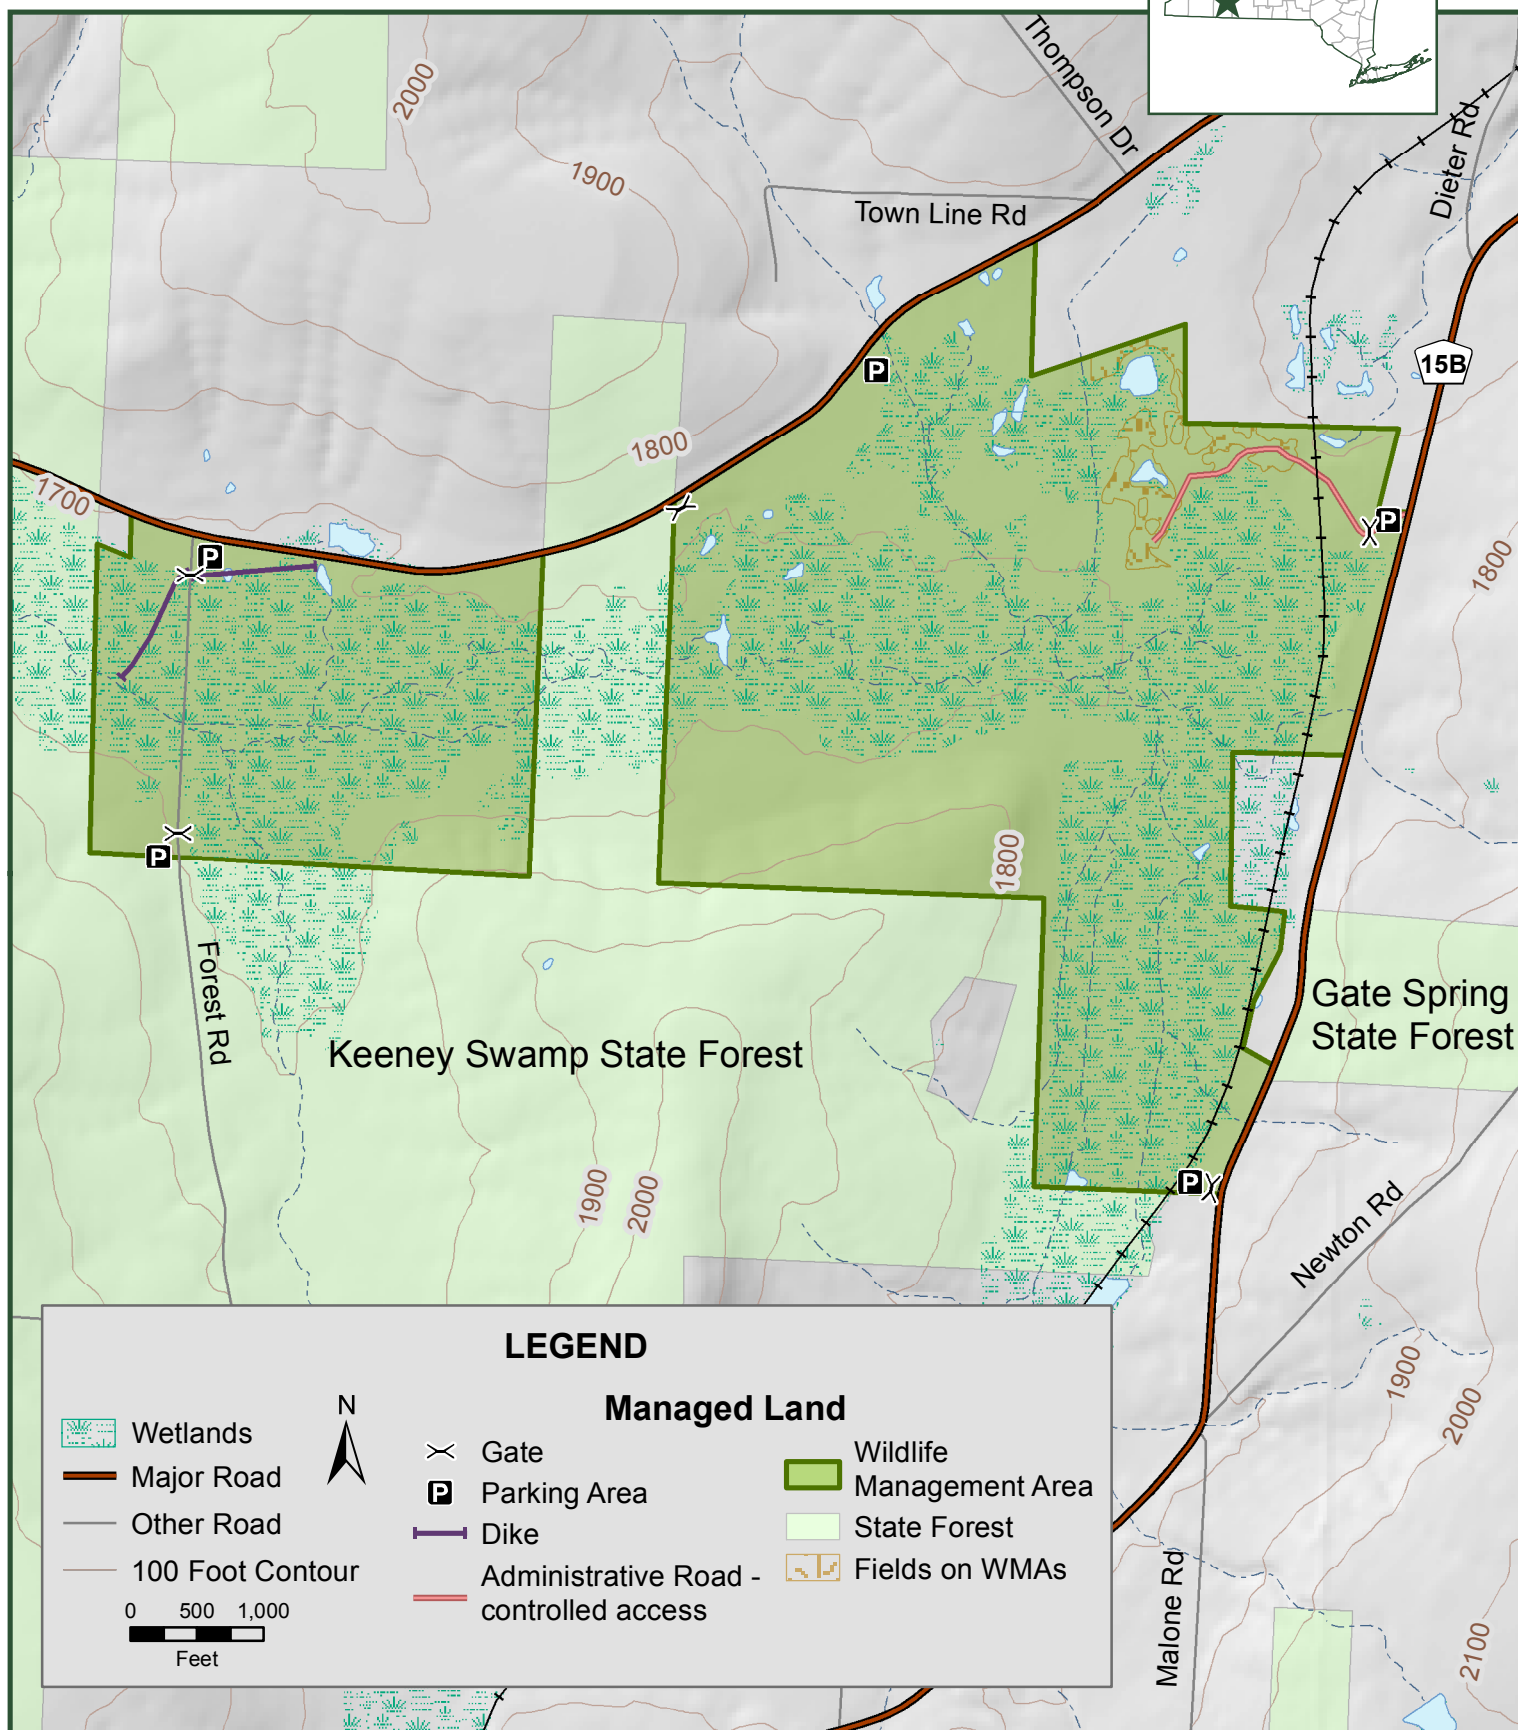 Thompson Dr
Dieter Rd
2000
1900
Town Line Rd
15B
1800
1700
P
P
P
1800
1800
P
Forest Rd
Gate Spring
State Forest
Keeney Swamp State Forest
1900
2000
P
Newton Rd
1900
2000
Malone Rd
2100
LEGEND
N
Managed Land
Wetlands
Major Road
Other Road
100 Foot Contour
0 500 1,000
Feet
Gate
P Parking Area
Dike
Administrative Road -
controlled access
Wildlife
Management Area
State Forest
Fields on WMAs